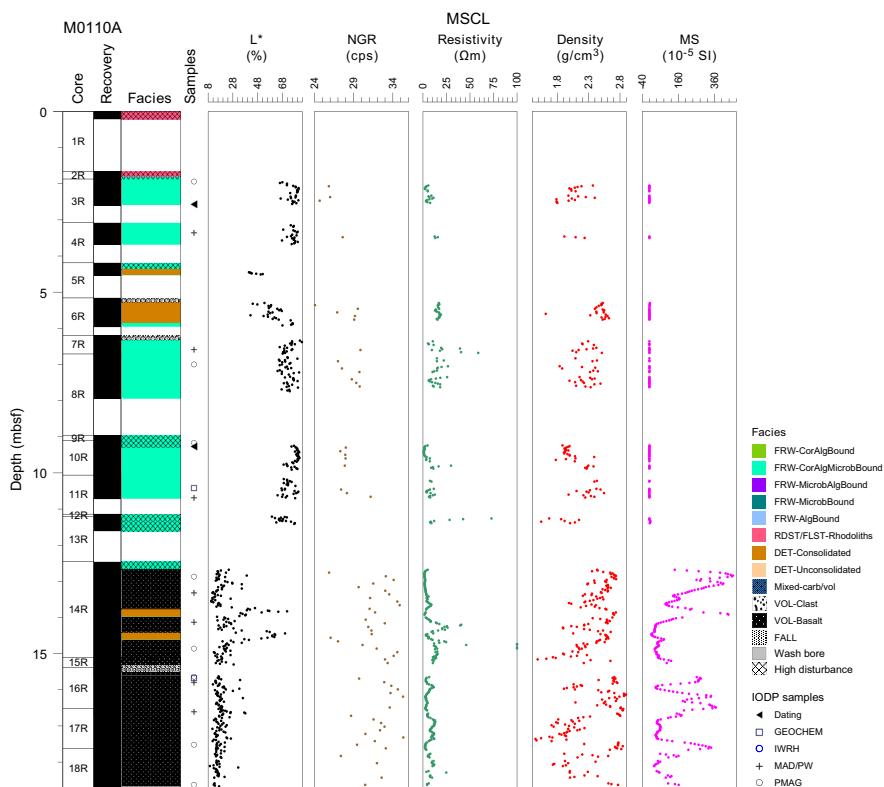 MSCL
M0110A
L*
NGR
Resistivity
Density
MS
(%)
(cps)
(Ωm)
(g/cm³)
(10⁻⁵ SI)
Core
Recovery
Facies
Samples
8 28 48 68
24 29 34
0 25 50 75 100
1.8 2.3 2.8
40 160 360
Depth (mbsf)
0
1R
2R
3R
4R
5R
5
6R
7R
8R
9R
10R
10
11R
12R
13R
14R
15
15R
16R
17R
18R
Facies
FRW-CorAlgBound
FRW-CorAlgMicrobBound
FRW-MicrobAlgBound
FRW-MicrobBound
FRW-AlgBound
RDST/FLST-Rhodoliths
DET-Consolidated
DET-Unconsolidated
Mixed-carb/vol
VOL-Clast
VOL-Basalt
FALL
Wash bore
High disturbance
IODP samples
Dating
GEOCHEM
IWRH
MAD/PW
PMAG